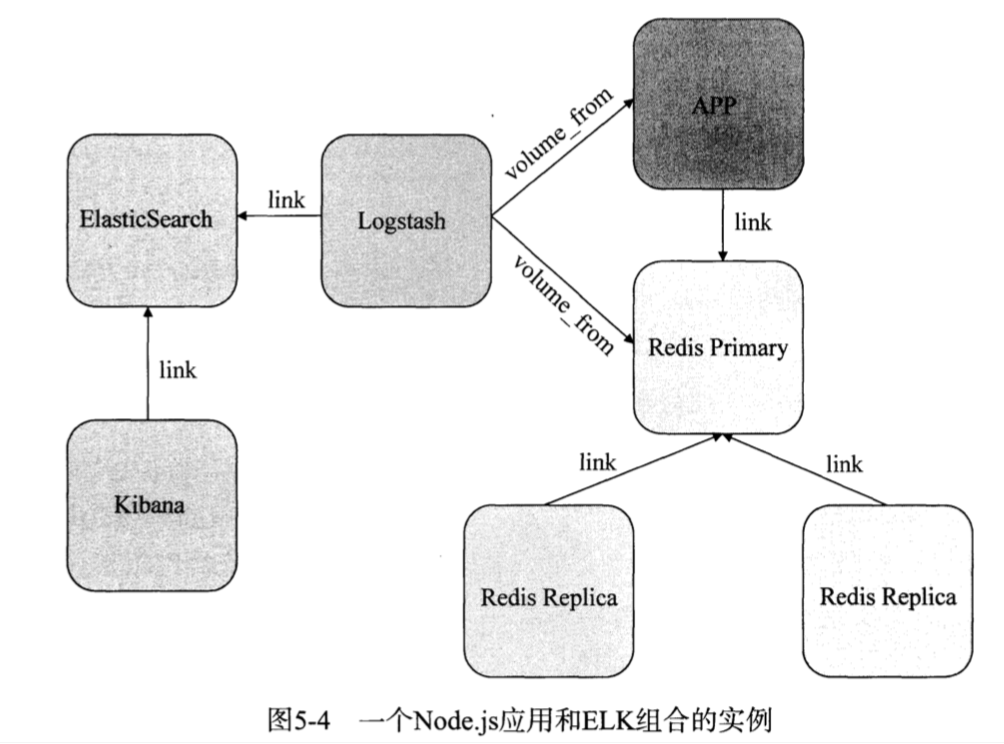 APP
volume_from
ElasticSearch
link
Logstash
link
volume_from
Redis Primary
link
Kibana
link
link
Redis Replica
Redis Replica
图5-4 一个Node.js应用和ELK组合的实例